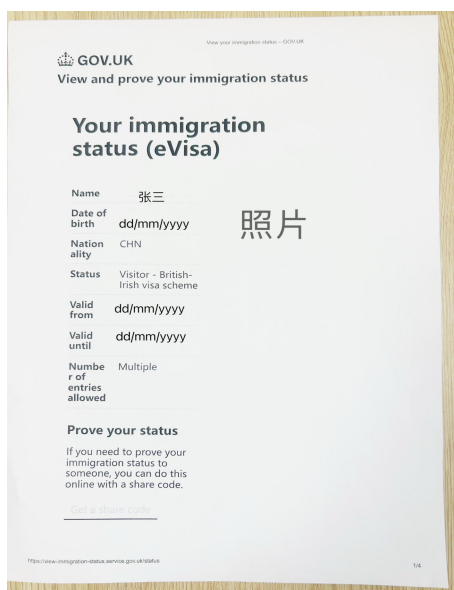 View your immigration status – GOV.UK
GOV.UK
View and prove your immigration status
Your immigration
status (eVisa)
Name 张三
Date of
birth dd/mm/yyyy
照片
Nation
ality CHN
Status Visitor - British-
Irish visa scheme
Valid
from dd/mm/yyyy
Valid
until dd/mm/yyyy
Numbe
r of
entries
allowed Multiple
Prove your status
If you need to prove your
immigration status to
someone, you can do this
online with a share code.
Get a share code
https://view-immigration-status.service.gov.uk/status
1/4